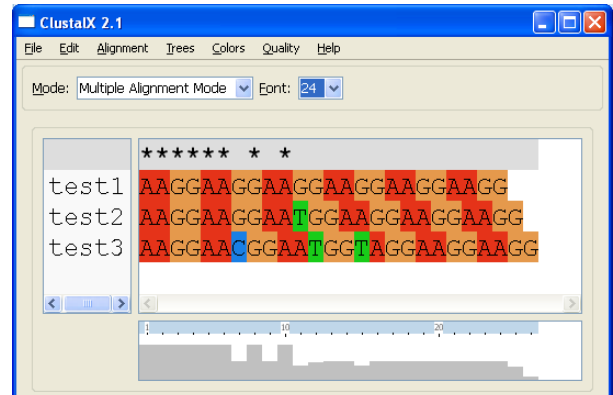 ClustalX 2.1
File Edit Alignment Trees Colors Quality Help
Mode: Multiple Alignment Mode Font: 24
****** * *
test1 AAGGAAGGAAGGAAGGAAGGAAGG
test2 AAGGAAGGAATGGAAGGAAGGAAGG
test3 AAGGAACGGAATGGTAGGAAGGAAGG
1 10 20